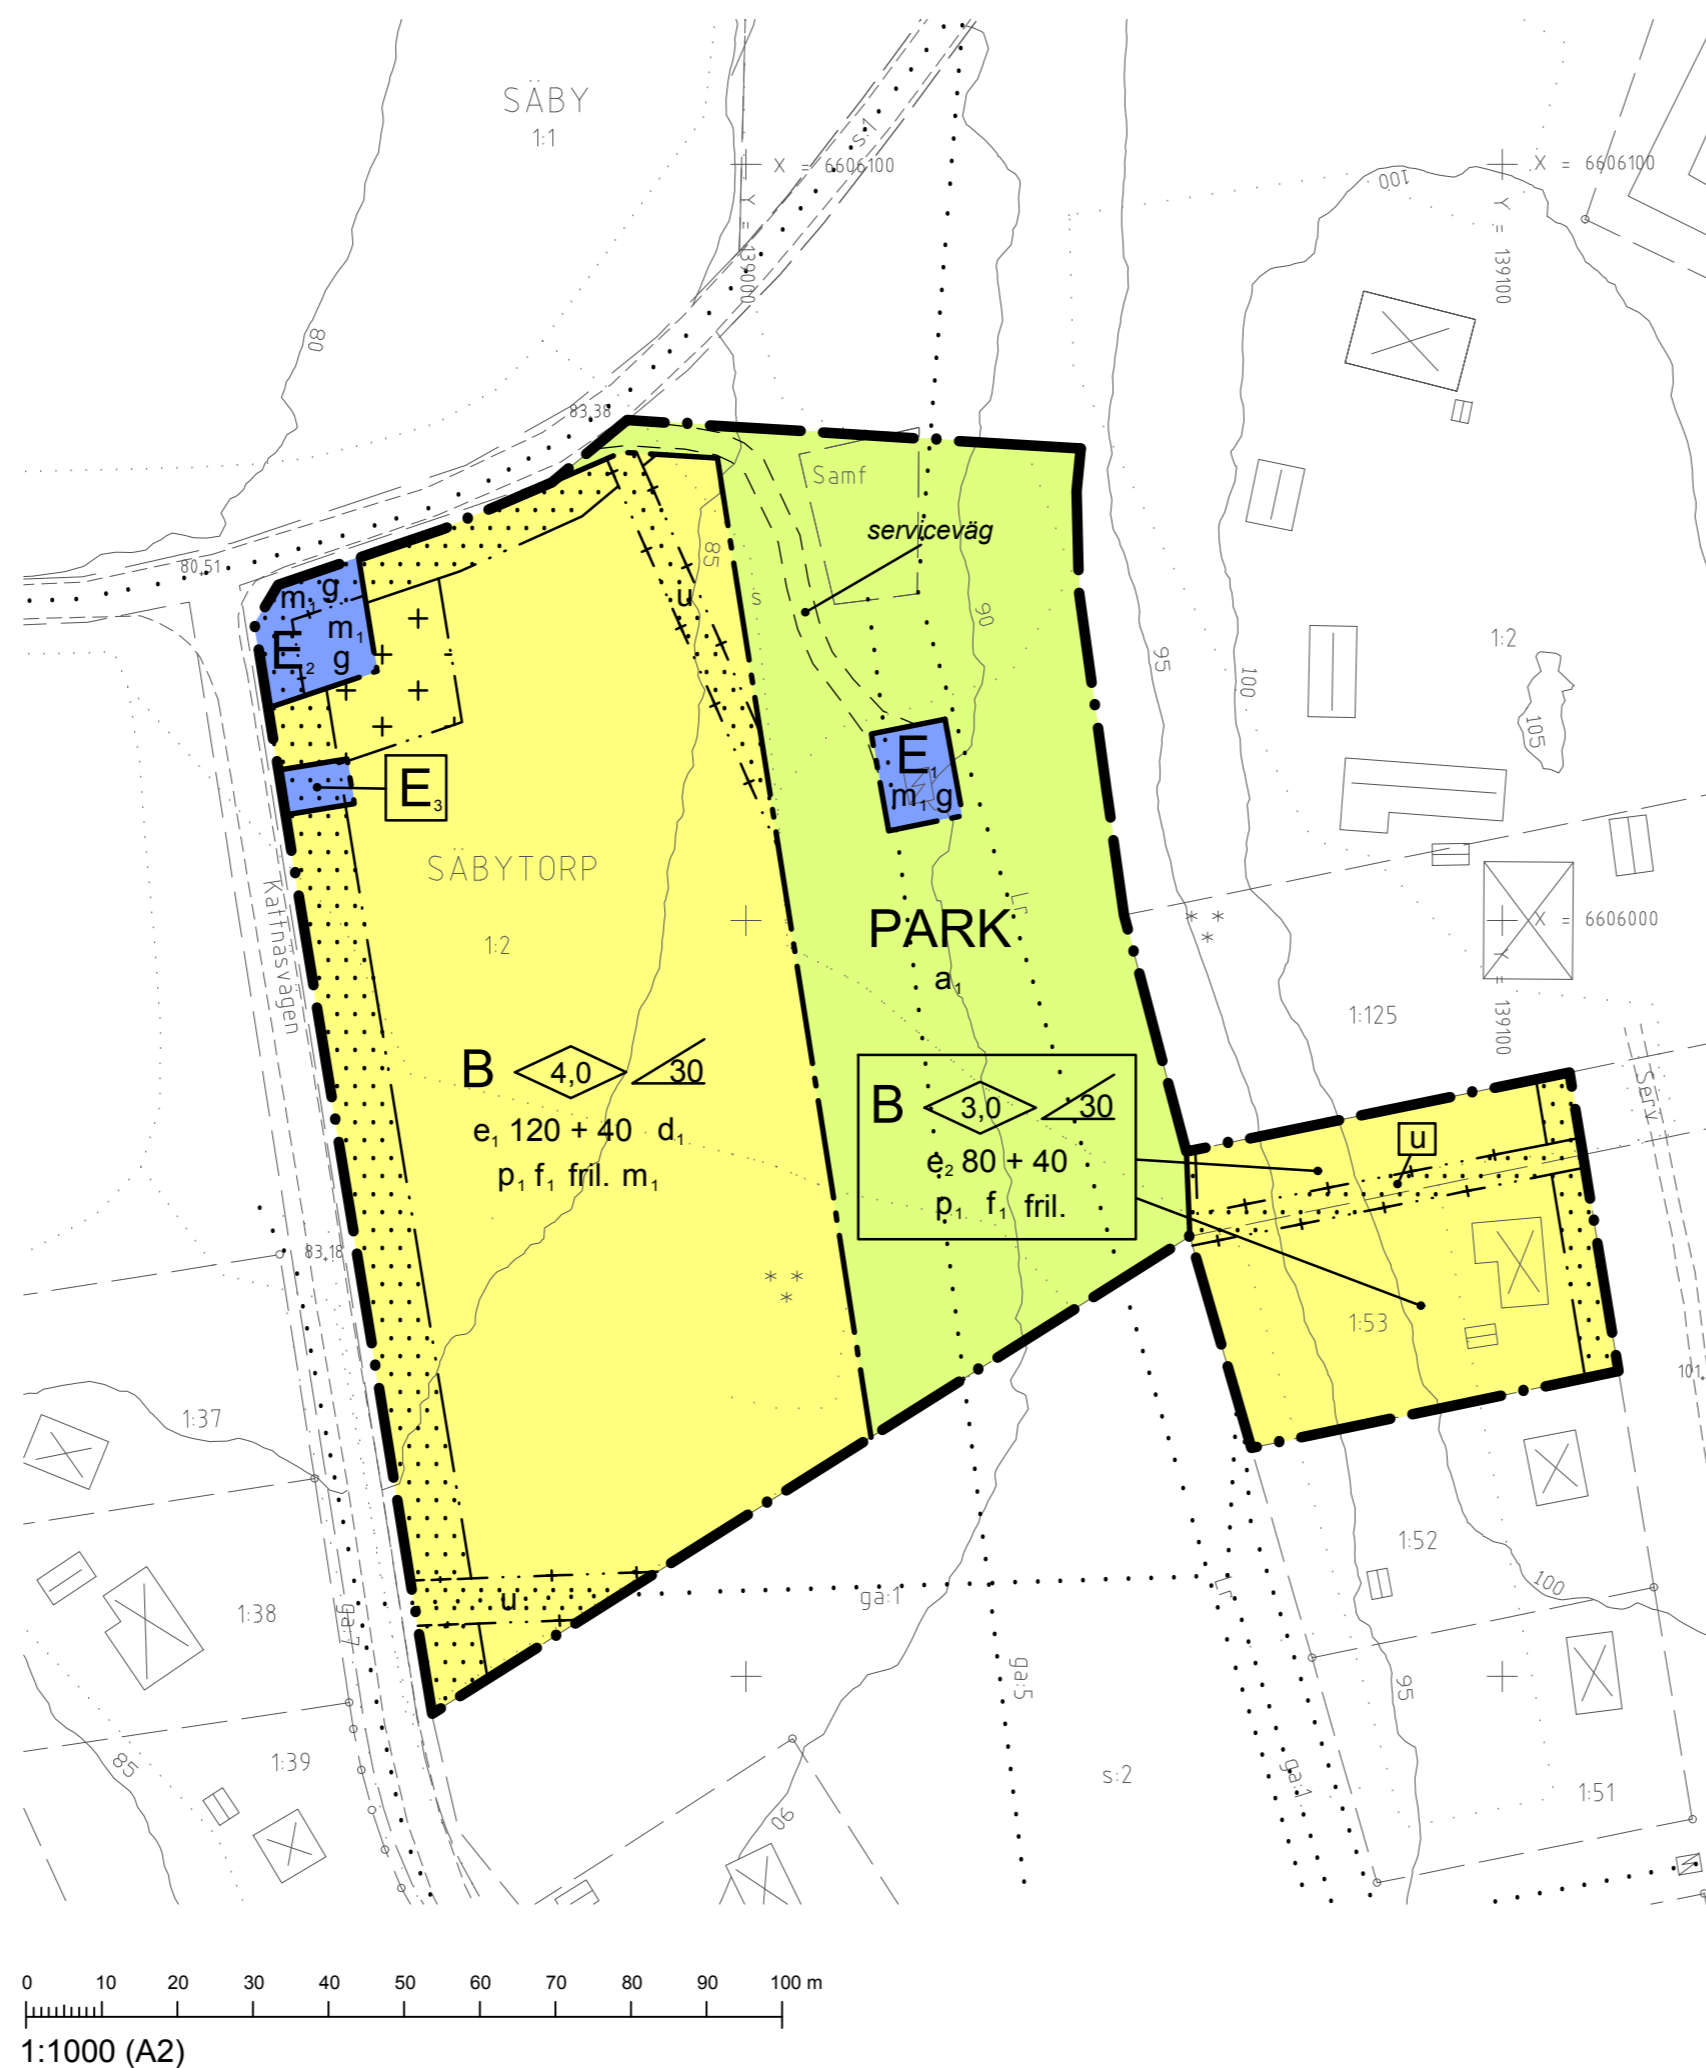 SÄBY
1:1
s:1
X = 6606100
Y = 139000
100
X = 6606100
Y = 139100
80
83,38
Samf
serviceväg
80,51
85
m1 g
m1
E2 g
u
s
90
95
100
1:2
105
E1
m1 g
E3
SÄBYTORP
Lr
PARK
a1
X = 6606000
Y = 139100
1:2
Kattnäsvägen
1:125
B 4,0 30
e1 120 + 40 d1
p1 f1 fril. m1
B 3,0 30
e2 80 + 40
p1 f1 fril.
u
Serv
83,18
1:53
101,
1:37
1:52
100
u
ga:1
Lr
1:38
ga:7
ga:5
95
1:39
85
s:2
ga:1
1:51
90
0 10 20 30 40 50 60 70 80 90 100 m
1:1000 (A2)